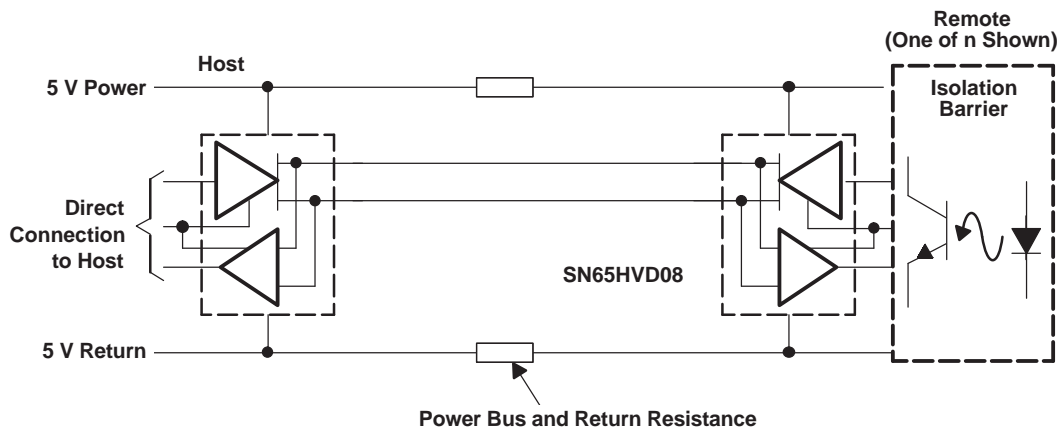 Remote
(One of n Shown)
Host
5 V Power
Isolation
Barrier
Direct
Connection
to Host
SN65HVD08
5 V Return
Power Bus and Return Resistance